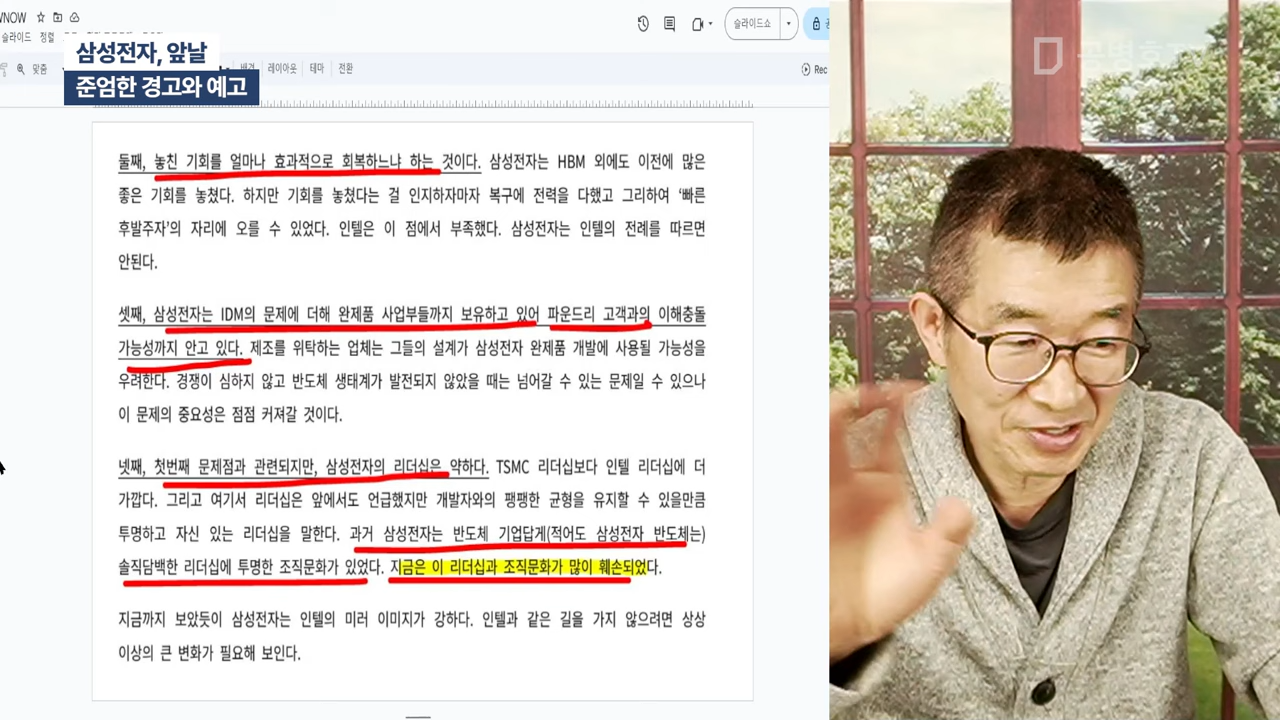 WNOW
슬라이드 정렬
슬라이드쇼
맞춤
삼성전자, 앞날
준엄한 경고와 예고
배경 레이아웃 테마 전환
Rec
공병호
둘째, 놓친 기회를 얼마나 효과적으로 회복하느냐 하는 것이다. 삼성전자는 HBM 외에도 이전에 많은
좋은 기회를 놓쳤다. 하지만 기회를 놓쳤다는 걸 인지하자마자 복구에 전력을 다했고 그리하여 ‘빠른
후발주자’의 자리에 오를 수 있었다. 인텔은 이 점에서 부족했다. 삼성전자는 인텔의 전례를 따르면
안된다.
셋째, 삼성전자는 IDM의 문제에 더해 완제품 사업부들까지 보유하고 있어 파운드리 고객과의 이해충돌
가능성까지 안고 있다. 제조를 위탁하는 업체는 그들의 설계가 삼성전자 완제품 개발에 사용될 가능성을
우려한다. 경쟁이 심하지 않고 반도체 생태계가 발전되지 않았을 때는 넘어갈 수 있는 문제일 수 있으나
이 문제의 중요성은 점점 커져갈 것이다.
넷째, 첫번째 문제점과 관련되지만, 삼성전자의 리더십은 약하다. TSMC 리더십보다 인텔 리더십에 더
가깝다. 그리고 여기서 리더십은 앞에서도 언급했지만 개발자와의 팽팽한 균형을 유지할 수 있을만큼
투명하고 자신 있는 리더십을 말한다. 과거 삼성전자는 반도체 기업답게(적어도 삼성전자 반도체는)
솔직담백한 리더십에 투명한 조직문화가 있었다. 지금은 이 리더십과 조직문화가 많이 훼손되었다.
지금까지 보았듯이 삼성전자는 인텔의 미러 이미지가 강하다. 인텔과 같은 길을 가지 않으려면 상상
이상의 큰 변화가 필요해 보인다.